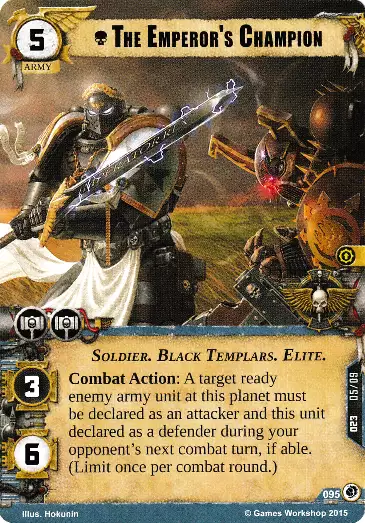 5
ARMY
THE EMPEROR'S CHAMPION
IMPERATOR REX
SOLDIER. BLACK TEMPLARS. ELITE.
3
6
Combat Action: A target ready
enemy army unit at this planet must
be declared as an attacker and this unit
declared as a defender during your
opponent's next combat turn, if able.
(Limit once per combat round.)
023 05/09
095
Illus. Hokunin
© Games Workshop 2015